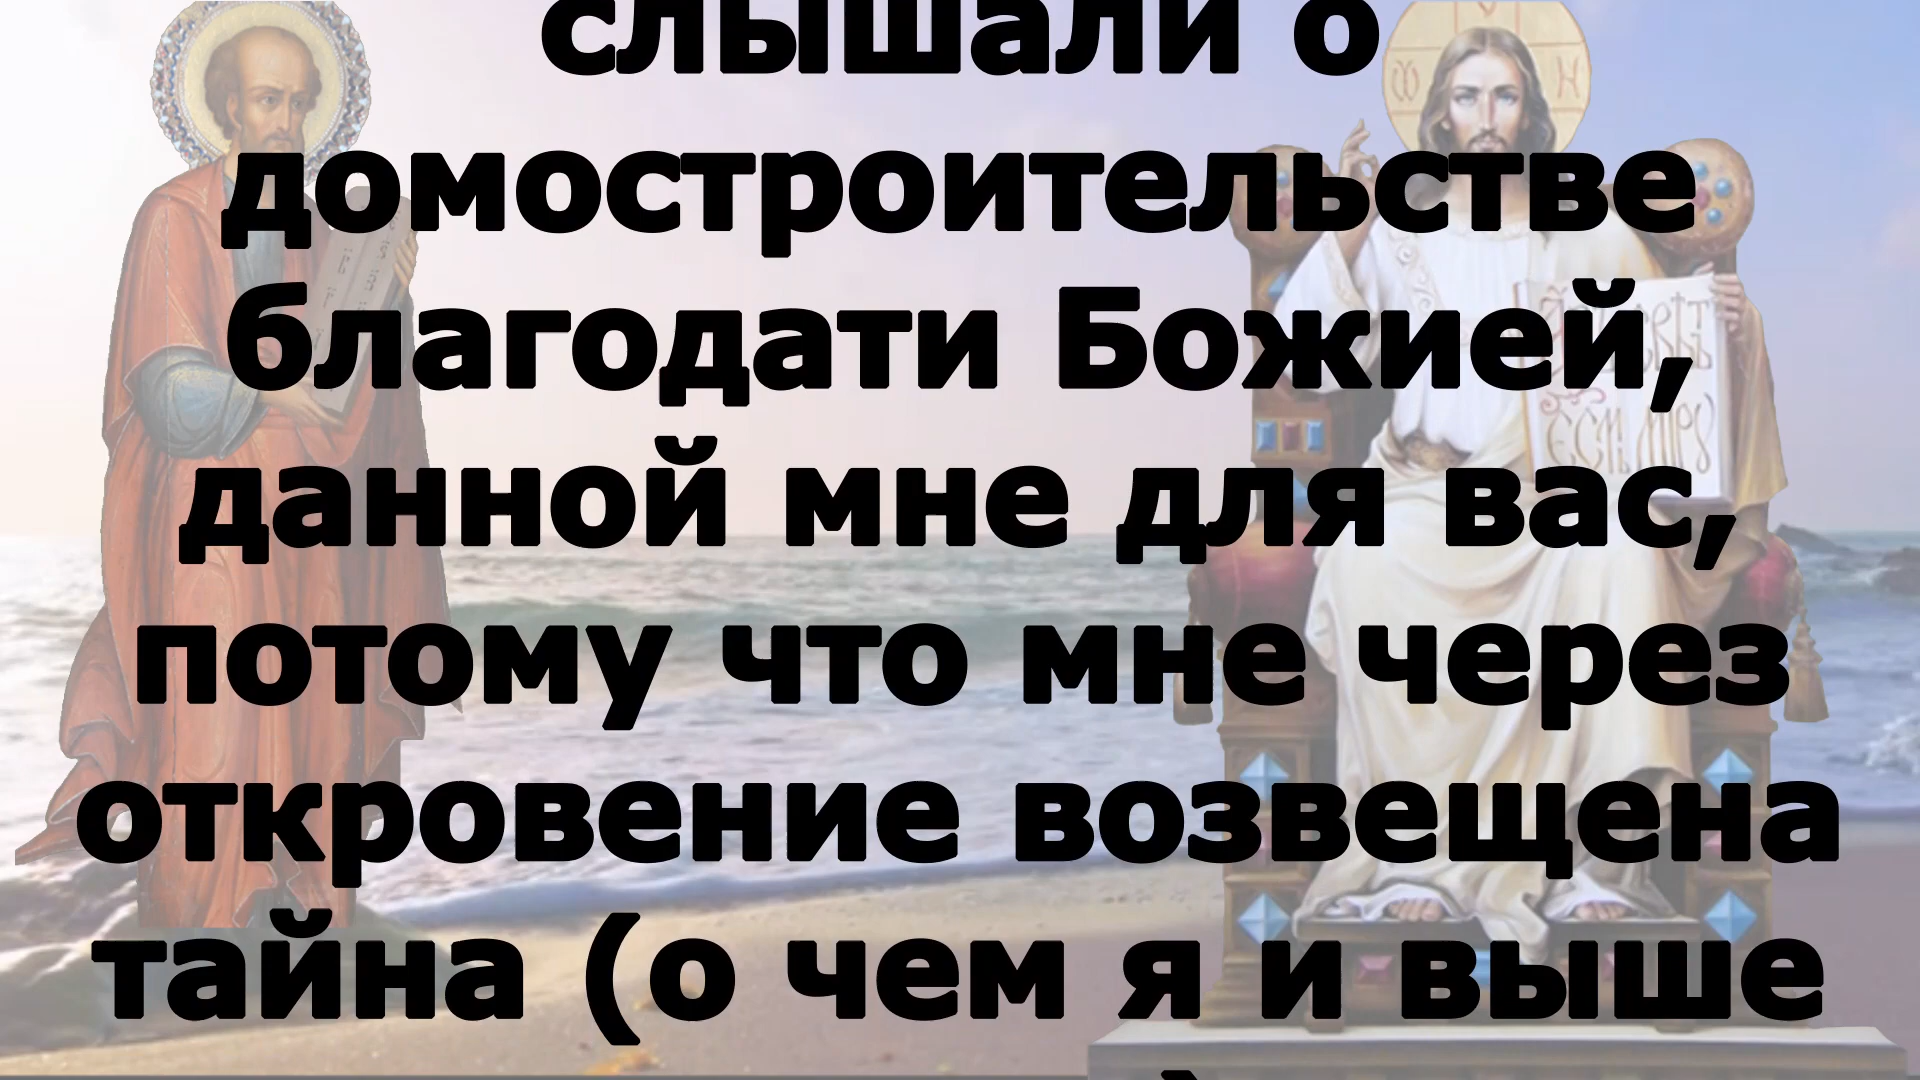 слышали о
домостроительстве
благодати Божией,
данной мне для вас,
потому что мне через
откровение возвещена
тайна (о чем я и выше